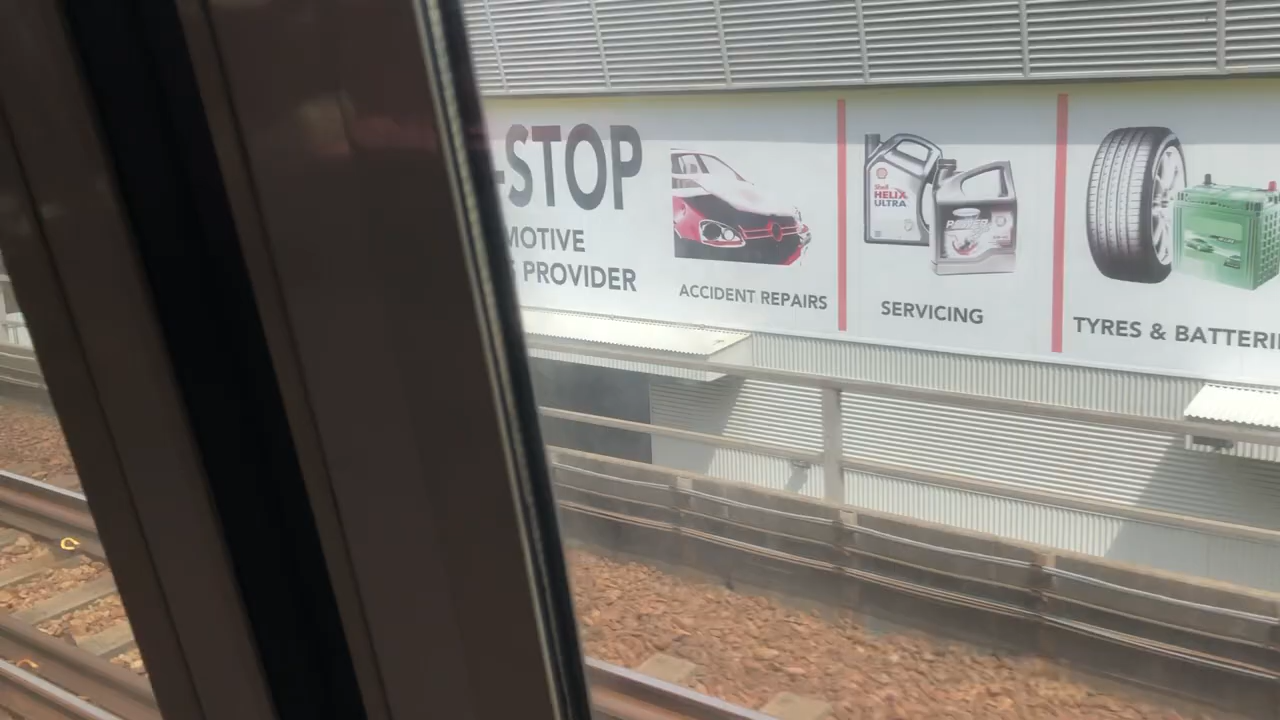 -STOP
MOTIVE
PROVIDER
ACCIDENT REPAIRS
Shell
HELIX
ULTRA
SERVICING
TYRES & BATTERI